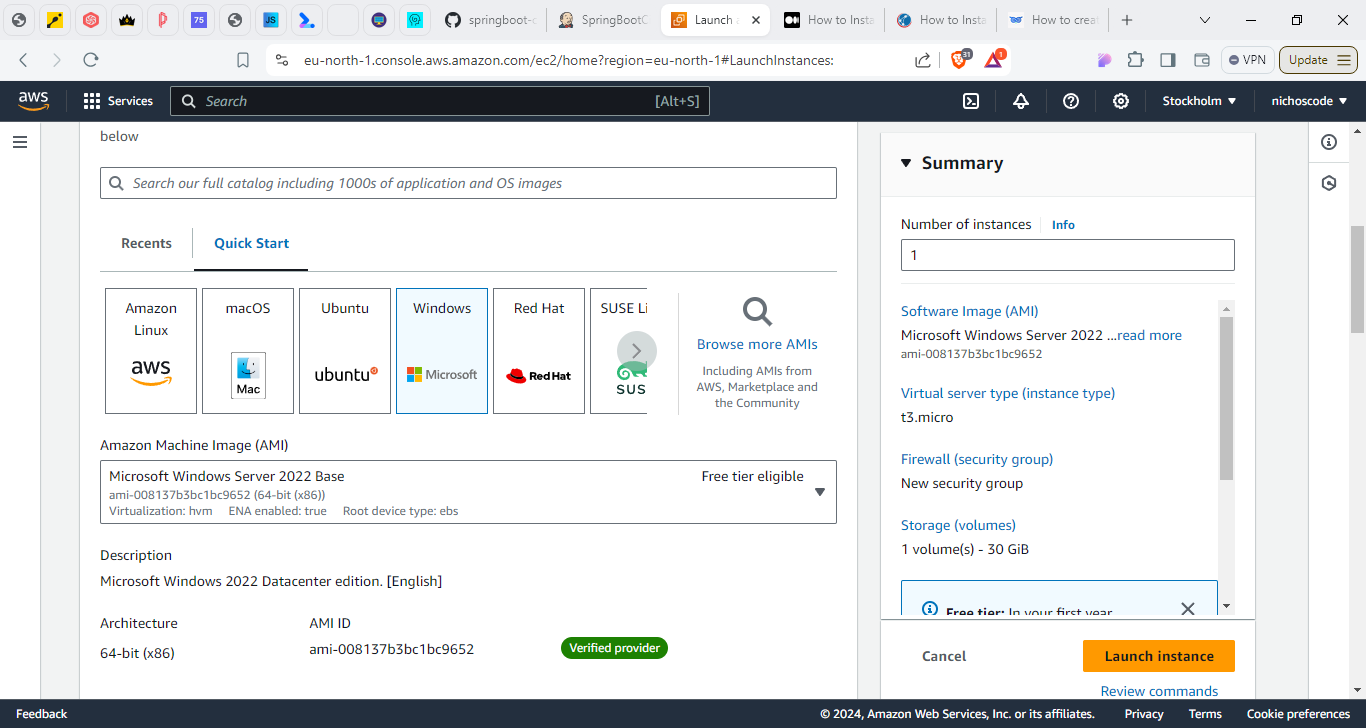 75
JS
springboot-c
SpringBootC
Launch
How to Insta
How to Insta
How to creat
eu-north-1.console.aws.amazon.com/ec2/home?region=eu-north-1#LaunchInstances:
31
1
VPN
Update
aws
Services
Search
[Alt+S]
Stockholm
nichoscode
below
Search our full catalog including 1000s of application and OS images
Recents
Quick Start
Amazon Linux
aws
macOS
Mac
Ubuntu
ubuntu
Windows
Microsoft
Red Hat
Red Hat
SUSE Li
SUS
Browse more AMIs
Including AMIs from
AWS, Marketplace and
the Community
Amazon Machine Image (AMI)
Microsoft Windows Server 2022 Base
Free tier eligible
ami-008137b3bc1bc9652 (64-bit (x86))
Virtualization: hvm ENA enabled: true Root device type: ebs
Description
Microsoft Windows 2022 Datacenter edition. [English]
Architecture
AMI ID
64-bit (x86)
ami-008137b3bc1bc9652
Verified provider
Summary
Number of instances
Info
1
Software Image (AMI)
Microsoft Windows Server 2022 ...read more
ami-008137b3bc1bc9652
Virtual server type (instance type)
t3.micro
Firewall (security group)
New security group
Storage (volumes)
1 volume(s) - 30 GiB
Free tier: In your first year
Cancel
Launch instance
Review commands
Feedback
© 2024, Amazon Web Services, Inc. or its affiliates.
Privacy
Terms
Cookie preferences